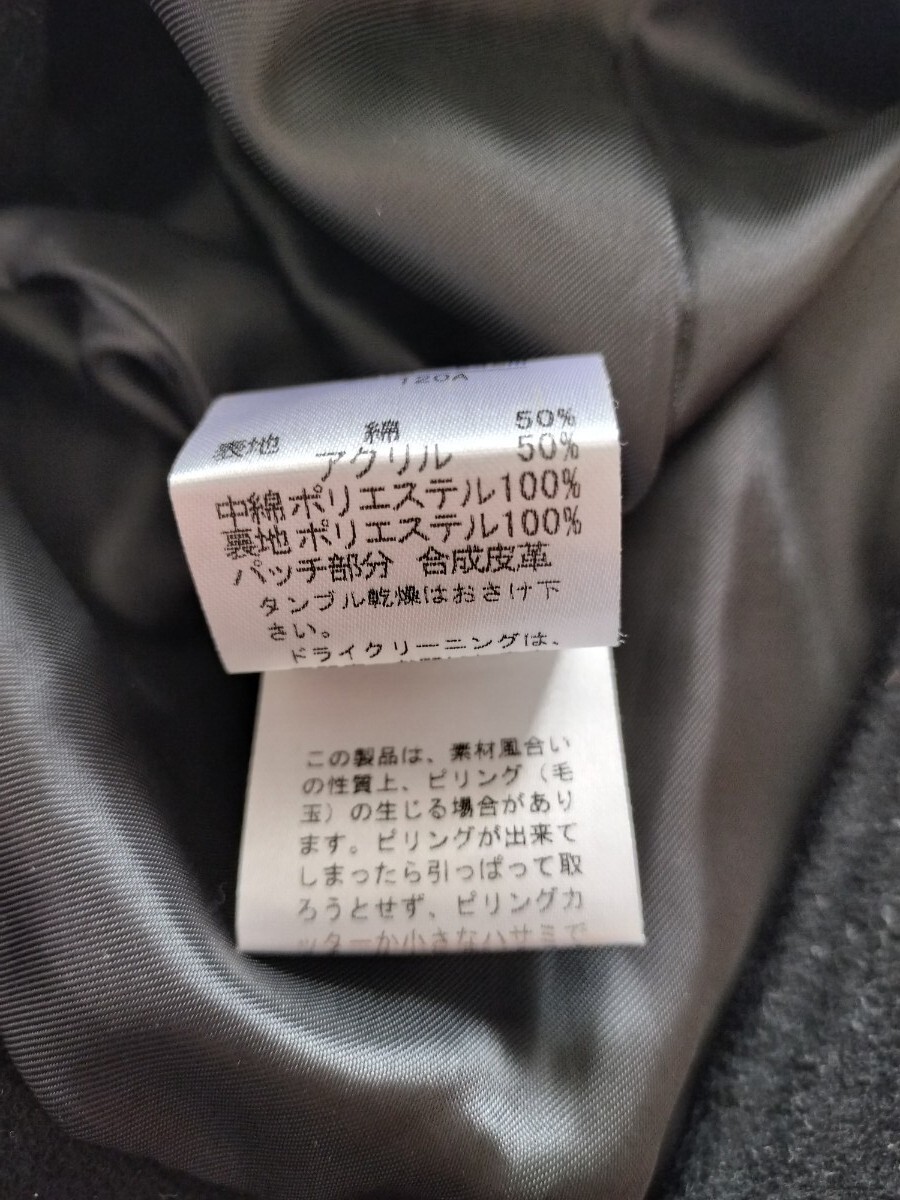 120A
表地 綿 50%
アクリル 50%
中綿 ポリエステル100%
裏地 ポリエステル100%
パッチ部分 合成皮革
タンブル乾燥はおさけ下
さい。
ドライクリーニングは、
この製品は、素材風合い
の性質上、ピリング（毛
玉）の生じる場合があり
ます。ピリングが出来て
しまったら引っぱって取
ろうとせず、ピリングカ
ッターか小さなハサミで